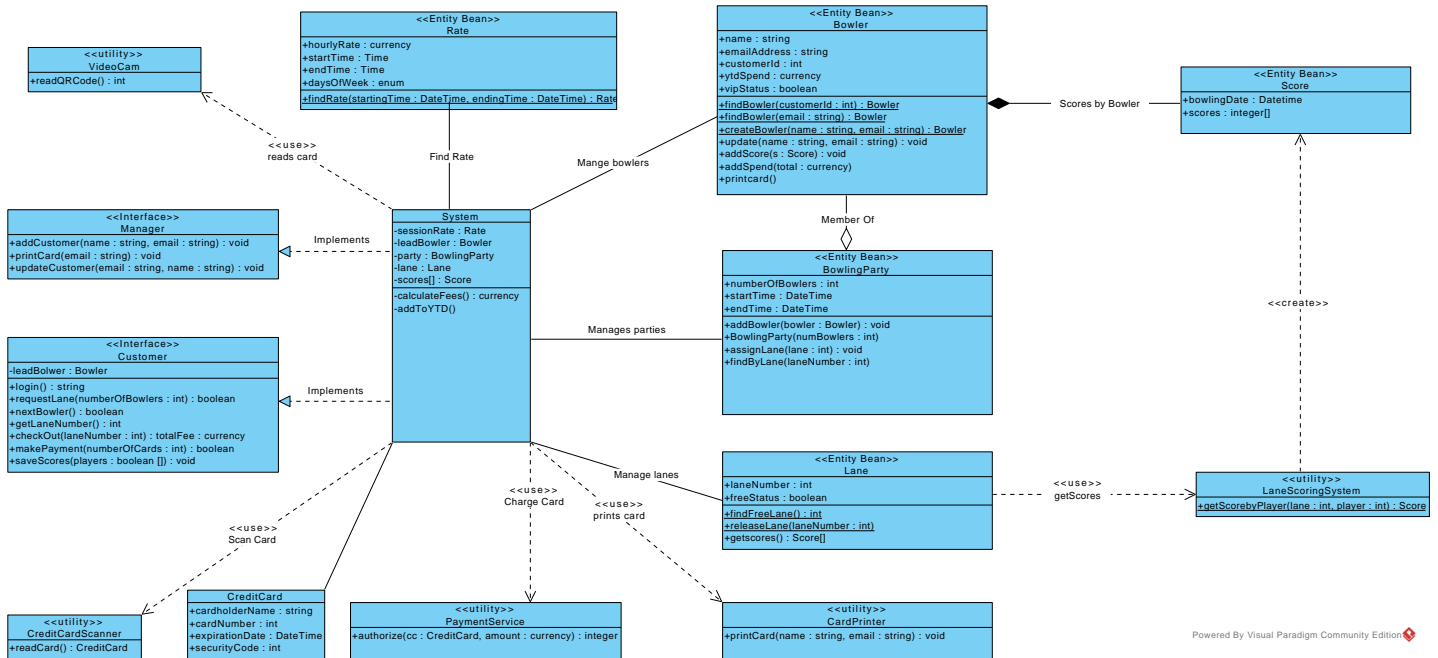 <<Entity Bean>>
Rate
+hourlyRate : currency
+startTime : Time
+endTime : Time
+daysOfWeek : enum
+findRate(startingTime : DateTime, endingTime : DateTime) : Rate
<<Entity Bean>>
Bowler
+name : string
+emailAddress : string
+customerId : int
+ytdSpend : currency
+vipStatus : boolean
+findBowler(customerId : int) : Bowler
+findBowler(email : string) : Bowler
+createBowler(name : string, email : string) : Bowler
+update(name : string, email : string) : void
+addScore(s : Score) : void
+addSpend(total : currency)
+printcard()
<<utility>>
VideoCam
+readQRCode() : int
<<Entity Bean>>
Score
+bowlingDate : Datetime
+scores : integer[]
Scores by Bowler
<<use>>
reads card
Find Rate
Mange bowlers
Member Of
<<Interface>>
Manager
+addCustomer(name : string, email : string) : void
+printCard(email : string) : void
+updateCustomer(email : string, name : string) : void
Implements
System
-sessionRate : Rate
-leadBowler : Bowler
-party : BowlingParty
-lane : Lane
-scores[] : Score
-calculateFees() : currency
-addToYTD()
<<Entity Bean>>
BowlingParty
+numberOfBowlers : int
+startTime : DateTime
+endTime : DateTime
+addBowler(bowler : Bowler) : void
+BowlingParty(numBowlers : int)
+assignLane(lane : int) : void
+findByLane(laneNumber : int)
Manages parties
<<create>>
<<Interface>>
Customer
-leadBolwer : Bowler
+login() : string
+requestLane(numberOfBowlers : int) : boolean
+nextBowler() : boolean
+getLaneNumber() : int
+checkOut(laneNumber : int) : totalFee : currency
+makePayment(numberOfCards : int) : boolean
+saveScores(players : boolean []) : void
Implements
Manage lanes
<<Entity Bean>>
Lane
+laneNumber : int
+freeStatus : boolean
+findFreeLane() : int
+releaseLane(laneNumber : int)
+getscores() : Score[]
<<use>>
getScores
<<utility>>
LaneScoringSystem
+getScorebyPlayer(lane : int, player : int) : Score
<<use>>
Scan Card
<<use>>
Charge Card
<<use>>
prints card
<<utility>>
CreditCardScanner
+readCard() : CreditCard
CreditCard
+cardholderName : string
+cardNumber : int
+expirationDate : DateTime
+securityCode : int
<<utility>>
PaymentService
+authorize(cc : CreditCard, amount : currency) : integer
<<utility>>
CardPrinter
+printCard(name : string, email : string) : void
Powered By Visual Paradigm Community Edition